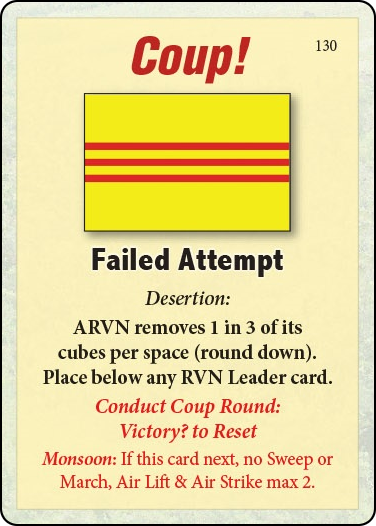 Coup!
130
Failed Attempt
Desertion:
ARVN removes 1 in 3 of its
cubes per space (round down).
Place below any RVN Leader card.
Conduct Coup Round:
Victory? to Reset
Monsoon: If this card next, no Sweep or
March, Air Lift & Air Strike max 2.